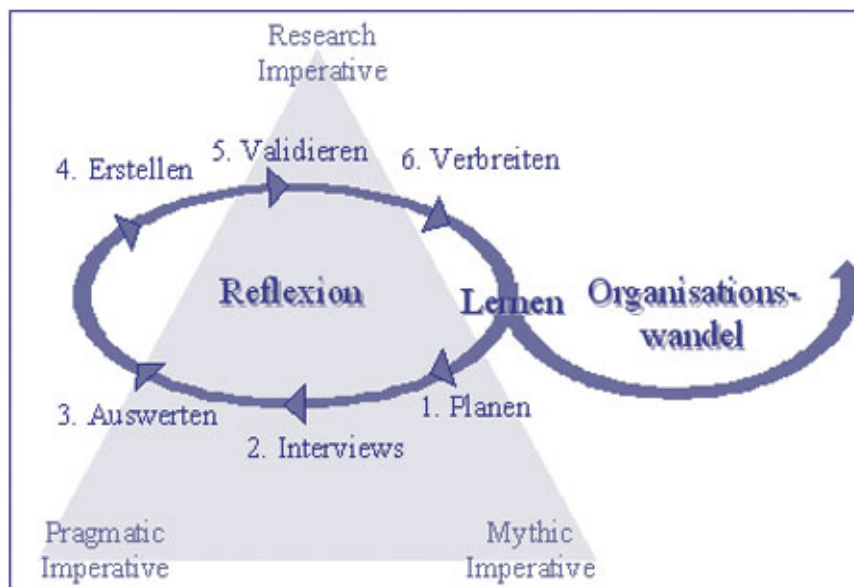 Research
Imperative
5. Validieren
4. Erstellen
6. Verbreiten
Reflexion
Lernen
Organisations-
wandel
3. Auswerten
1. Planen
2. Interviews
Pragmatic
Imperative
Mythic
Imperative